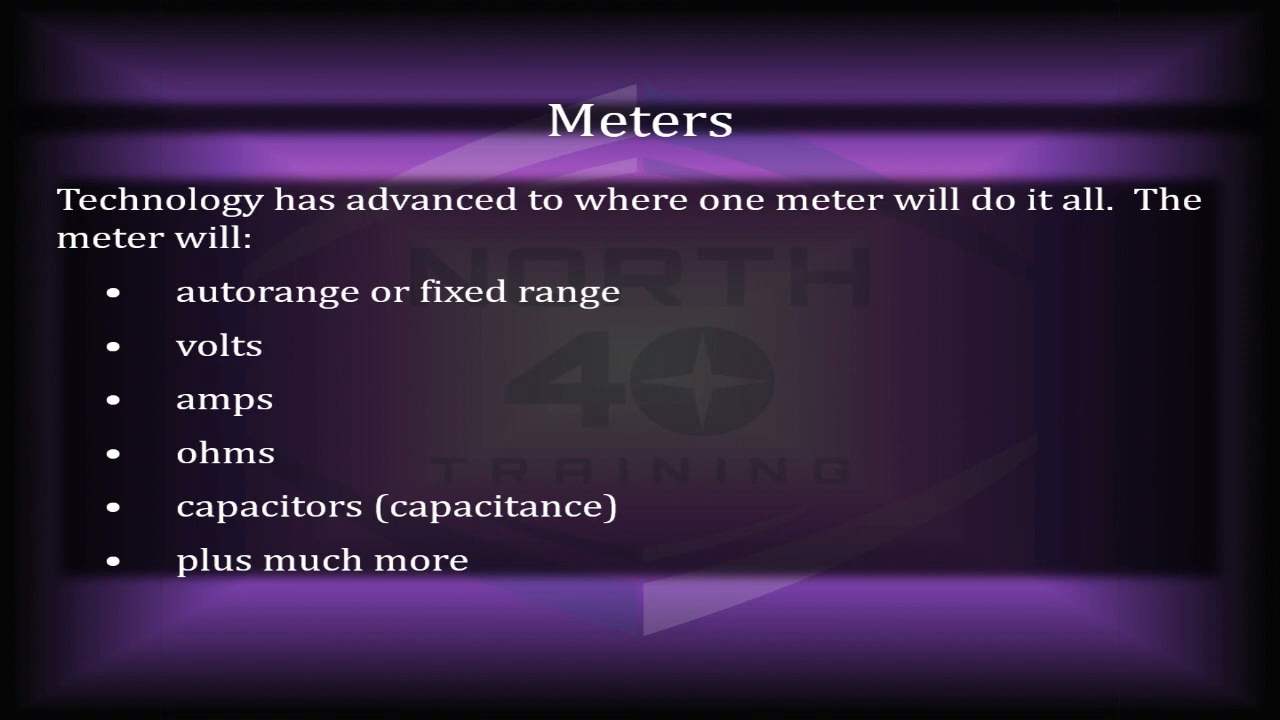 Meters
Technology has advanced to where one meter will do it all.  The
meter will:
• autorange or fixed range
• volts
• amps
• ohms
• capacitors (capacitance)
• plus much more
NORTH
40
TRAINING